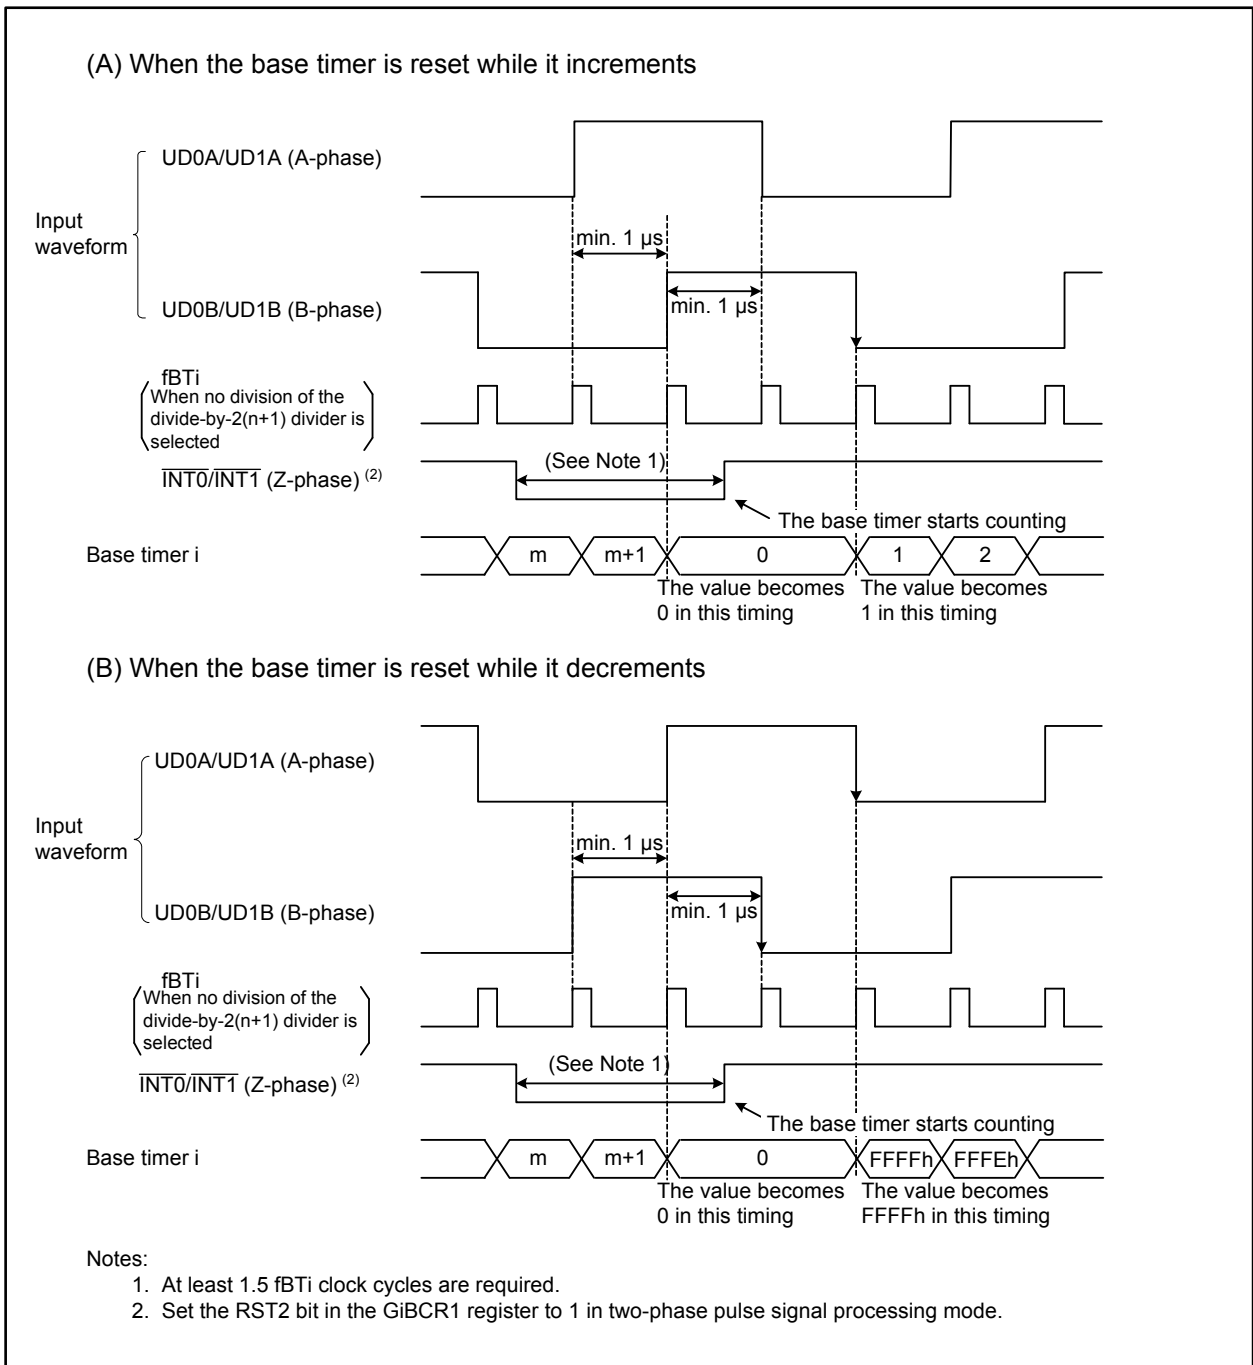 (A) When the base timer is reset while it increments
UD0A/UD1A (A-phase)
Input
waveform
min. 1 µs
UD0B/UD1B (B-phase)
min. 1 µs
fBTi
When no division of the
divide-by-2(n+1) divider is
selected
INT0/INT1 (Z-phase) (2)
(See Note 1)
The base timer starts counting
Base timer i
m
m+1
0
1
2
The value becomes
0 in this timing
The value becomes
1 in this timing
(B) When the base timer is reset while it decrements
UD0A/UD1A (A-phase)
Input
waveform
min. 1 µs
UD0B/UD1B (B-phase)
min. 1 µs
fBTi
When no division of the
divide-by-2(n+1) divider is
selected
INT0/INT1 (Z-phase) (2)
(See Note 1)
The base timer starts counting
Base timer i
m
m+1
0
FFFFh
FFFEh
The value becomes
0 in this timing
The value becomes
FFFFh in this timing
Notes:
1. At least 1.5 fBTi clock cycles are required.
2. Set the RST2 bit in the GiBCR1 register to 1 in two-phase pulse signal processing mode.